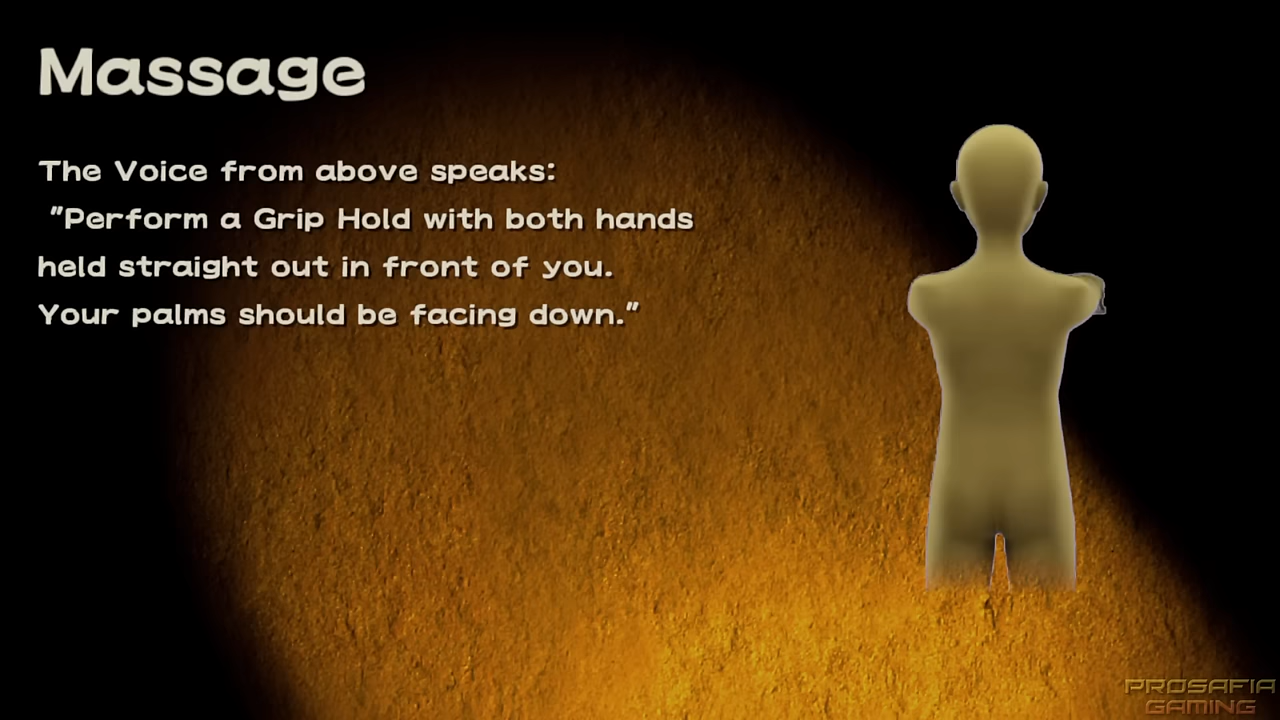 Massage
The Voice from above speaks:
"Perform a Grip Hold with both hands
held straight out in front of you.
Your palms should be facing down."
PROSAFIA
GAMING